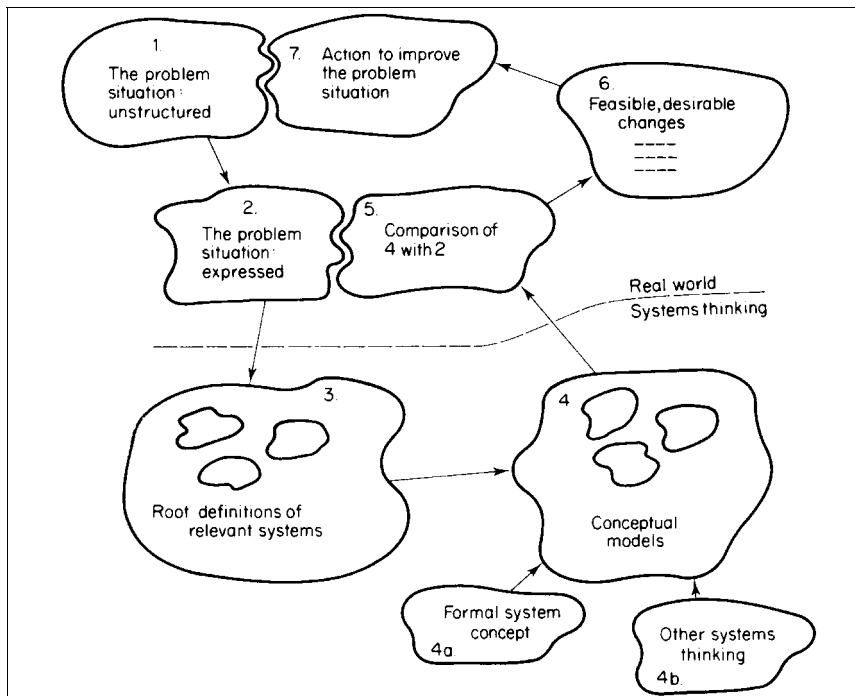 1.
The problem
situation:
unstructured
7. Action to improve
the problem
situation
6.
Feasible, desirable
changes
2.
The problem
situation:
expressed
5.
Comparison of
4 with 2
Real world
Systems thinking
3.
Root definitions of
relevant systems
4
Conceptual
models
Formal system
concept
4a
Other systems
thinking
4b.